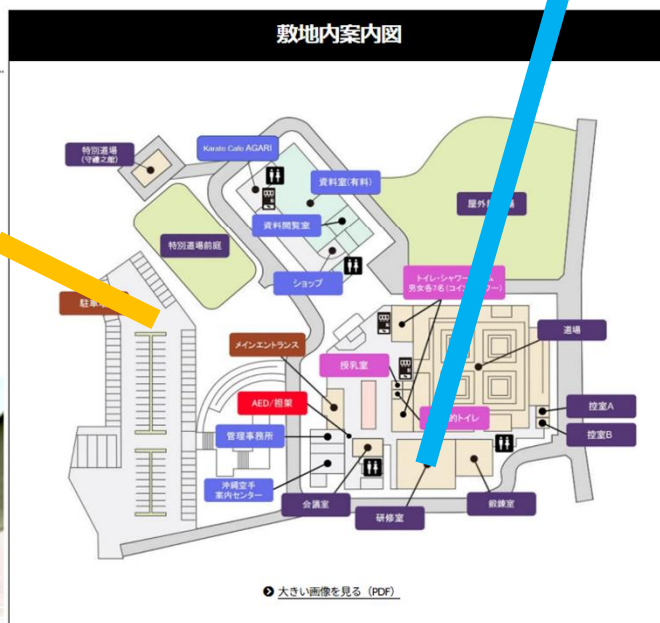 敷地内案内図
特別道場
(守禮之館)
Karate Cafe AGARI
資料室(有料)
資料閲覧室
屋外
特別道場前庭
ショップ
トイレ・シャワー
男女各7名(コイン
駐車
道場
メインエントランス
授乳室
AED/担架
的トイレ
控室A
控室B
管理事務所
沖縄空手
案内センター
会議室
研修室
鍛錬室
大きい画像を見る（PDF）